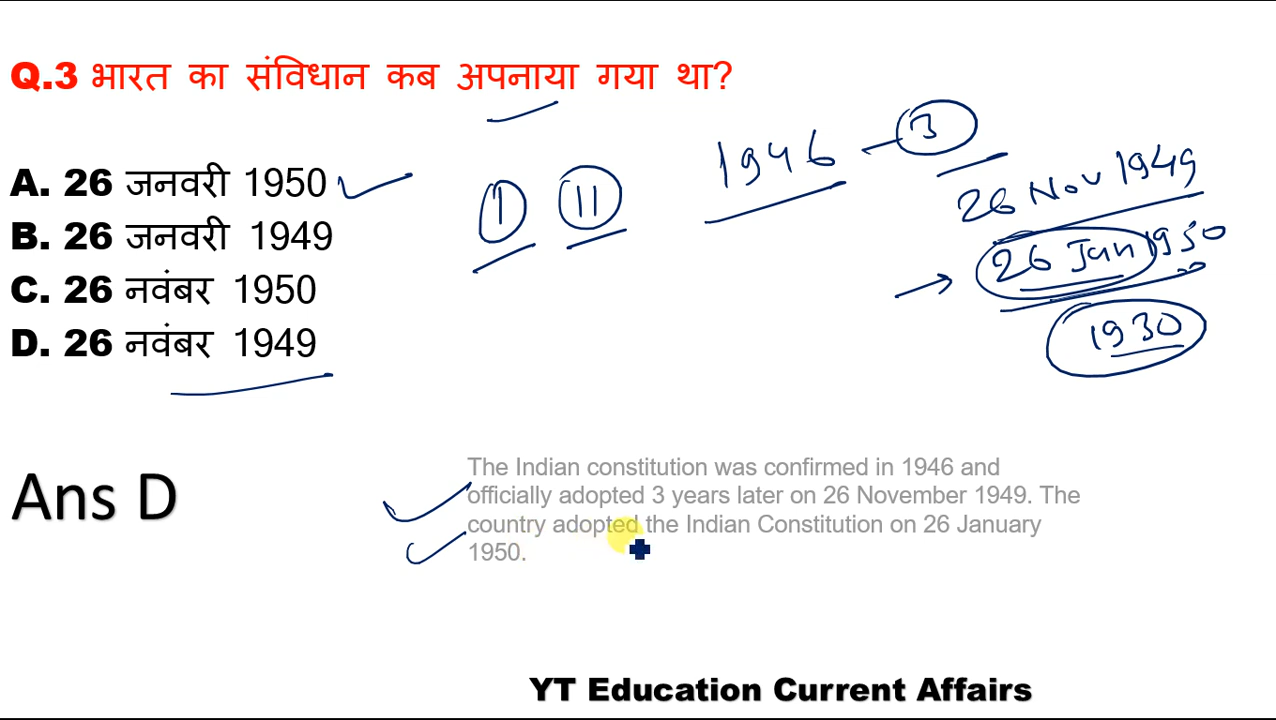 Q.3 भारत का संविधान कब अपनाया गया था?
A. 26 जनवरी 1950
B. 26 जनवरी 1949
C. 26 नवंबर 1950
D. 26 नवंबर 1949
I II
1946 3
26 Nov 1949
26 Jan 1950
1930
Ans D
The Indian constitution was confirmed in 1946 and
officially adopted 3 years later on 26 November 1949. The
country adopted the Indian Constitution on 26 January
1950.
YT Education Current Affairs